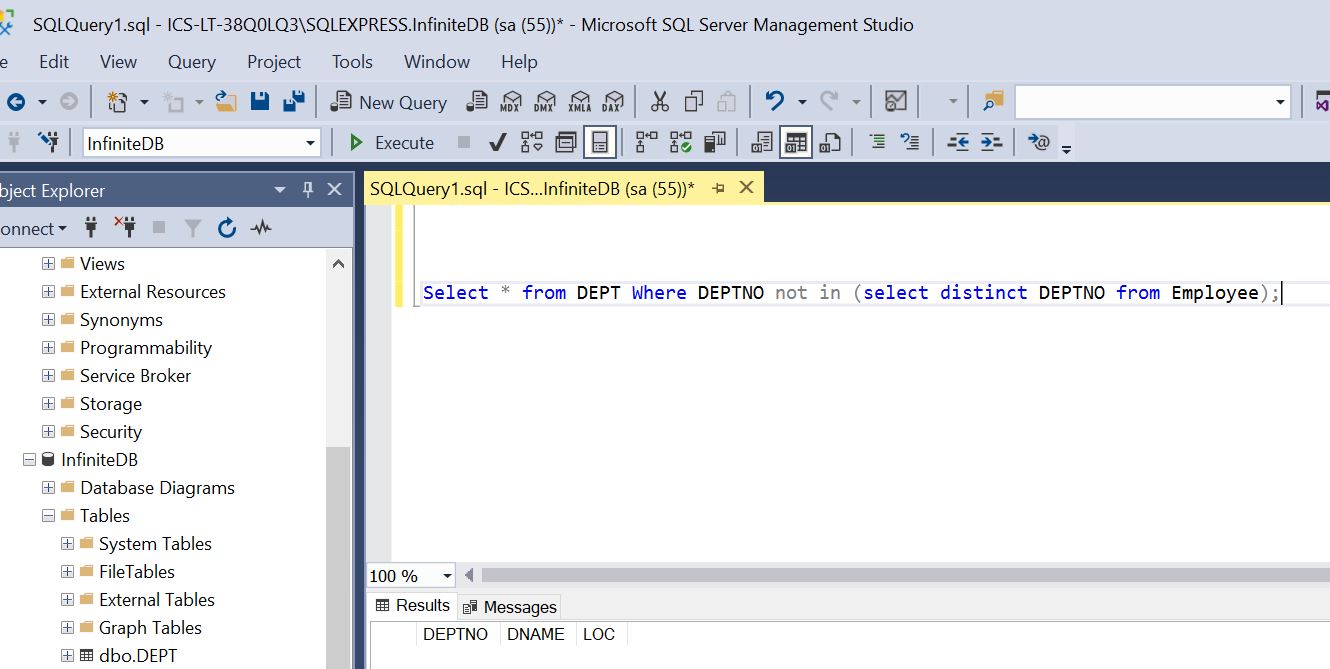 SQLQuery1.sql - ICS-LT-38Q0LQ3\SQLEXPRESS.InfiniteDB (sa (55))* - Microsoft SQL Server Management Studio
e Edit View Query Project Tools Window Help
New Query MDX DMX XMLA DAX
InfiniteDB Execute
bject Explorer
SQLQuery1.sql - ICS...InfiniteDB (sa (55))*
onnect
Views
External Resources
Synonyms
Programmability
Service Broker
Storage
Security
InfiniteDB
Database Diagrams
Tables
System Tables
FileTables
External Tables
Graph Tables
dbo.DEPT
Select * from DEPT Where DEPTNO not in (select distinct DEPTNO from Employee);
100 %
Results Messages
DEPTNO DNAME LOC